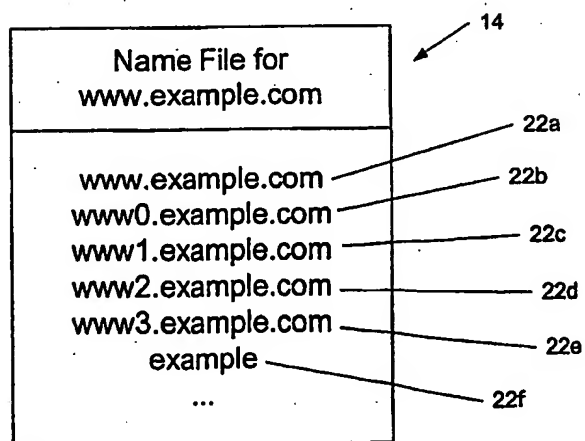 14
Name File for
www.example.com
www.example.com 22a
www0.example.com 22b
www1.example.com 22c
www2.example.com 22d
www3.example.com 22e
example 22f
...